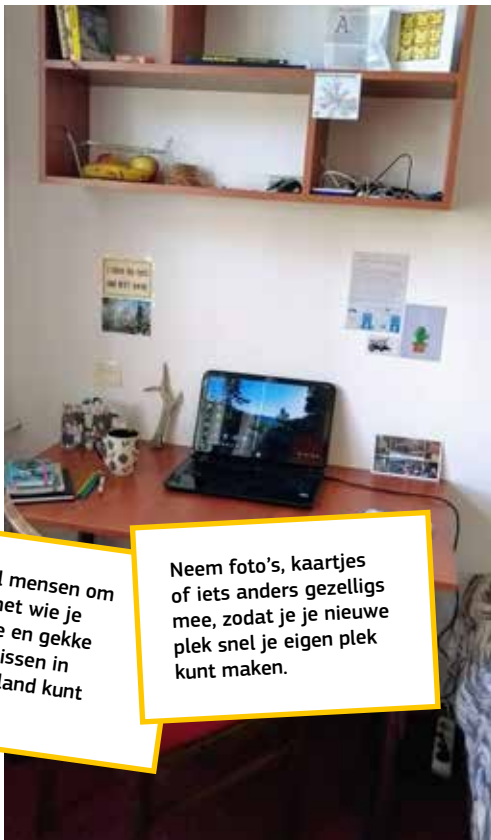 A
l mensen om
net wie je
e en gekke
issen in
land kunt
Neem foto's, kaartjes
of iets anders gezelligs
mee, zodat je je nieuwe
plek snel je eigen plek
kunt maken.